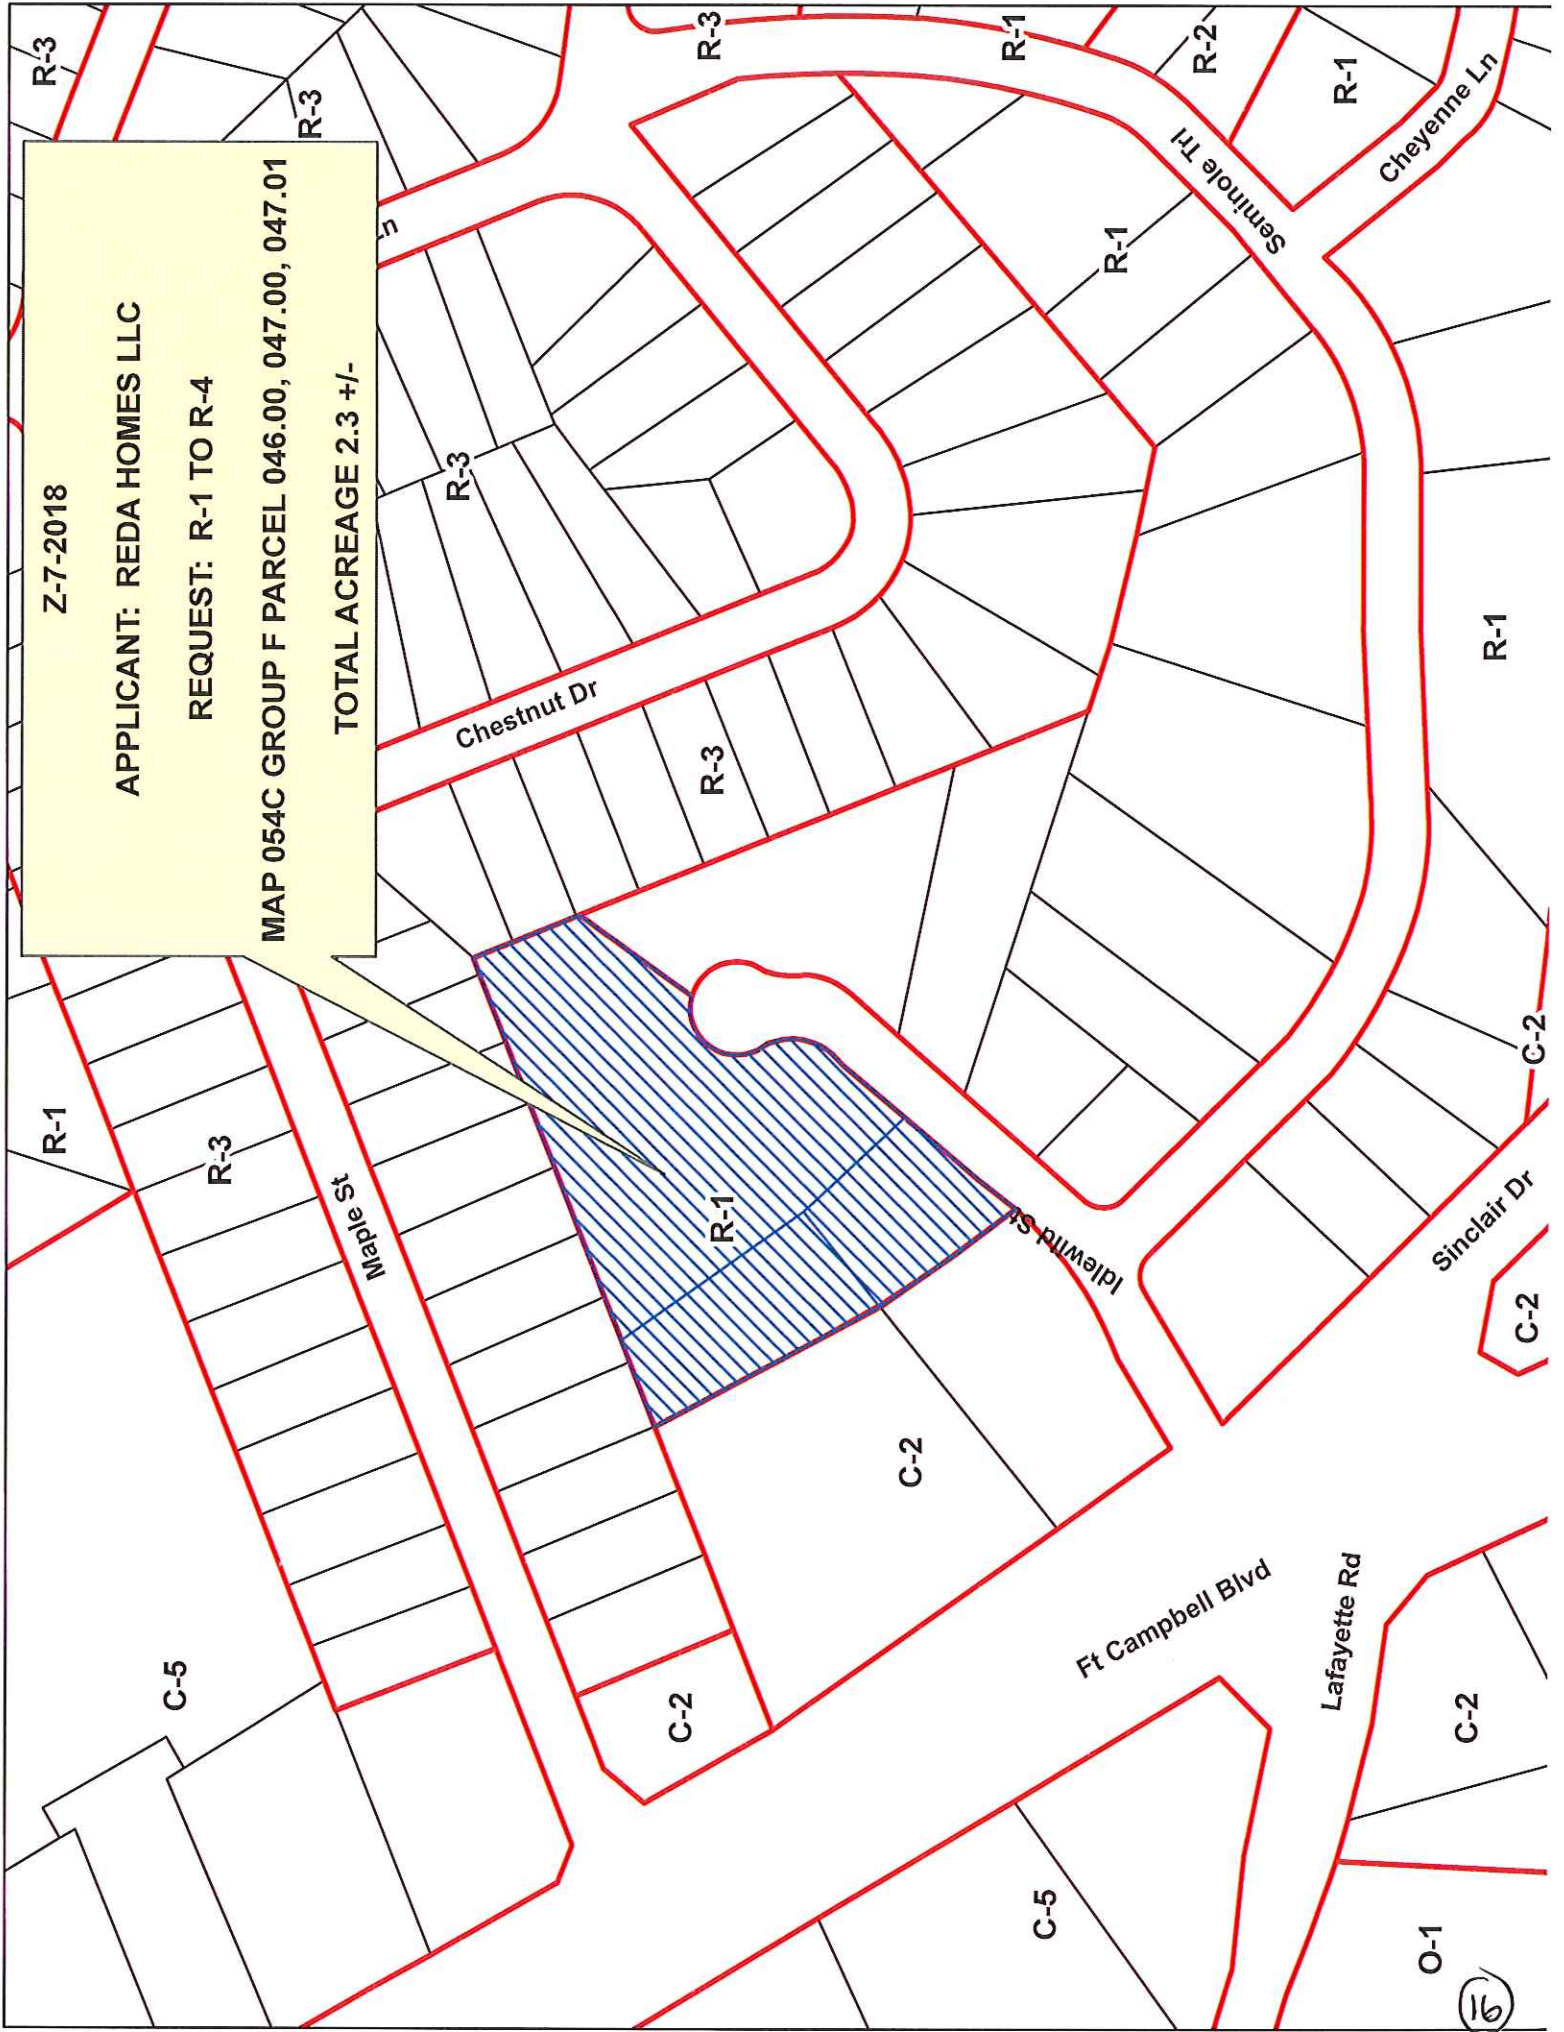 Z-7-2018
APPLICANT: REDA HOMES LLC
REQUEST: R-1 TO R-4
MAP 054C GROUP F PARCEL 046.00, 047.00, 047.01
TOTAL ACREAGE 2.3 +/-
C-5
R-1
R-3
R-3
R-3
Maple St
Ln
R-3
Chestnut Dr
R-3
R-3
C-2
R-1
C-2
R-1
R-1
Idlewild St
Seminole Trl
R-2
R-1
Cheyenne Ln
C-5
Ft Campbell Blvd
Lafayette Rd
Sinclair Dr
R-1
O-1
C-2
C-2
C-2
16